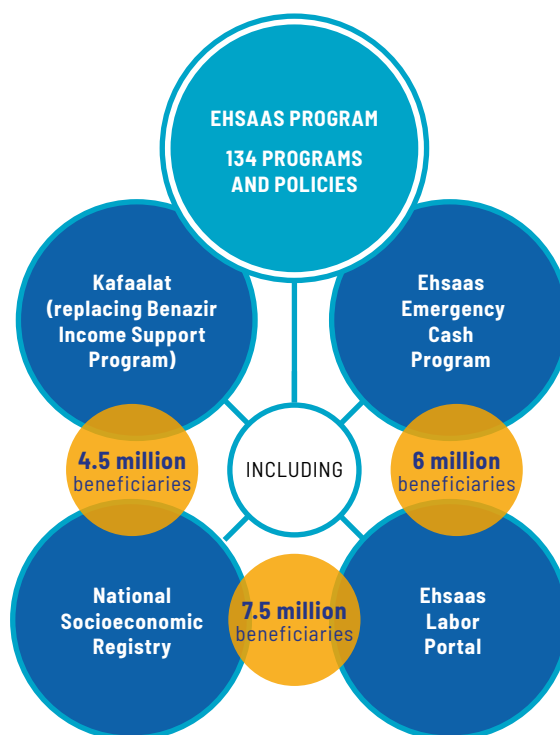 EHSAAS PROGRAM
134 PROGRAMS
AND POLICIES
Kafaalat
(replacing Benazir
Income Support
Program)
Ehsaas
Emergency
Cash
Program
4.5 million
beneficiaries
INCLUDING
6 million
beneficiaries
National
Socioeconomic
Registry
7.5 million
beneficiaries
Ehsaas
Labor
Portal